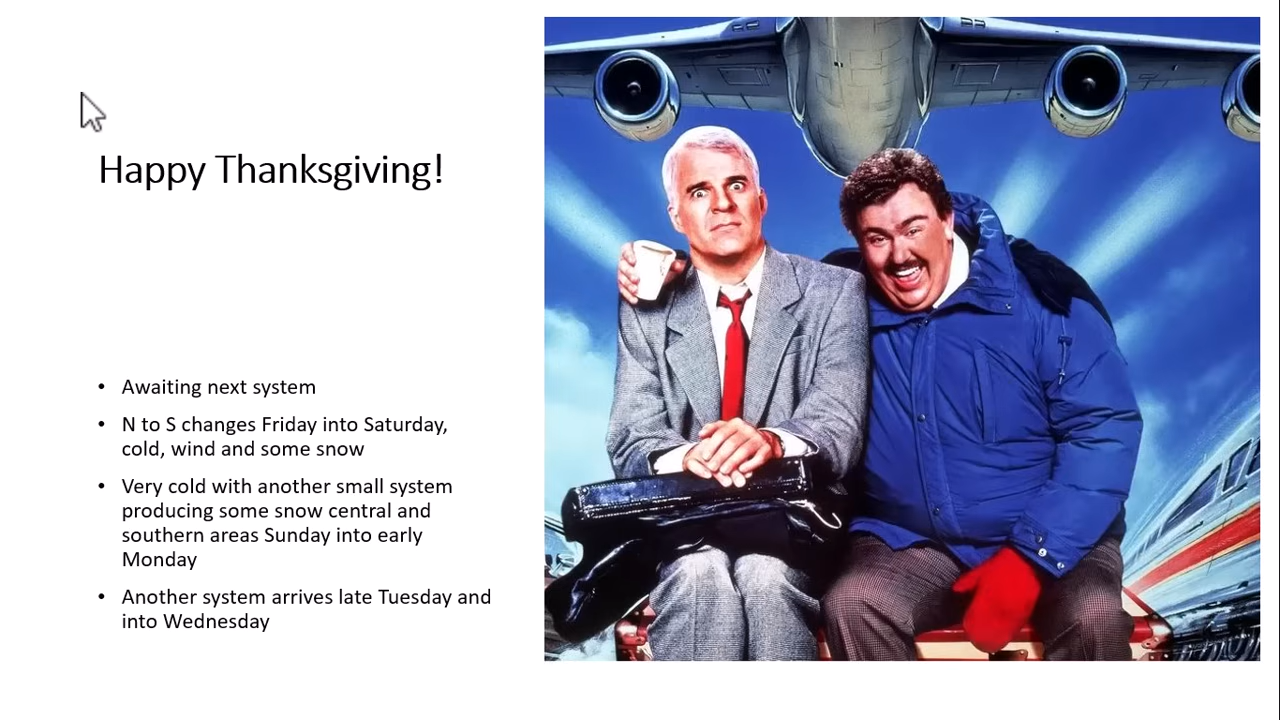 Happy Thanksgiving!
• Awaiting next system
• N to S changes Friday into Saturday,
cold, wind and some snow
• Very cold with another small system
producing some snow central and
southern areas Sunday into early
Monday
• Another system arrives late Tuesday and
into Wednesday